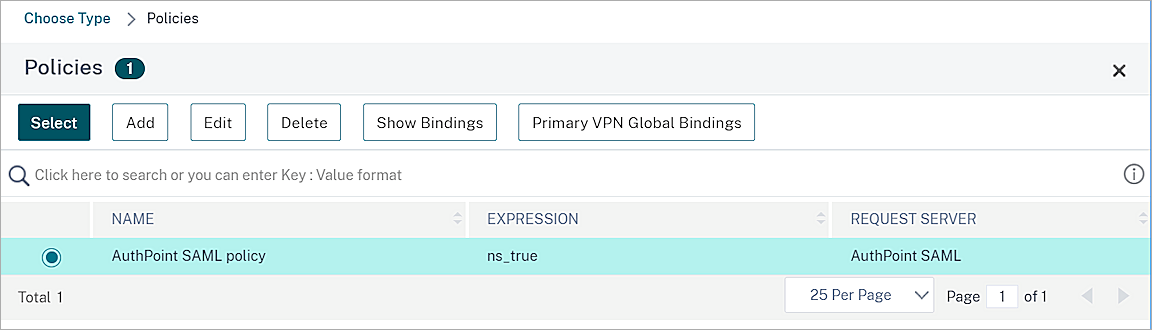 Choose Type > Policies
Policies 1
Select Add Edit Delete Show Bindings Primary VPN Global Bindings
Click here to search or you can enter Key : Value format
NAME EXPRESSION REQUEST SERVER
AuthPoint SAML policy ns_true AuthPoint SAML
Total 1 25 Per Page Page 1 of 1